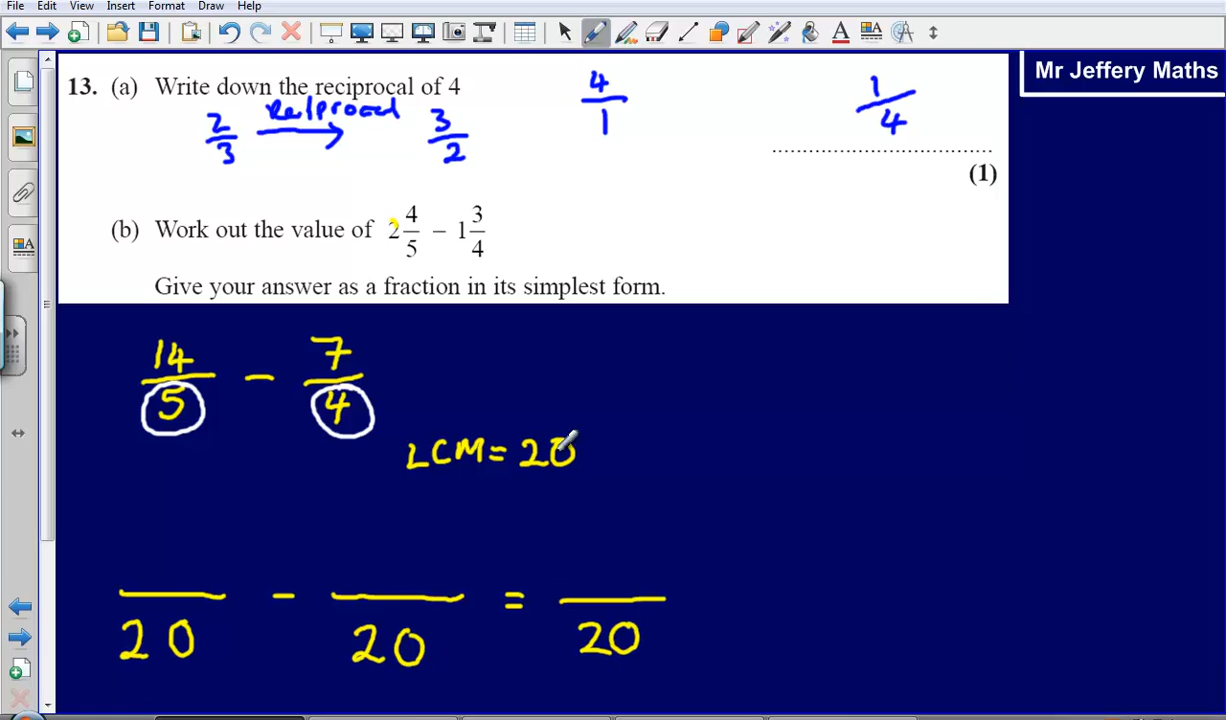 File Edit View Insert Format Draw Help
Mr Jeffery Maths
13. (a) Write down the reciprocal of 4
4/1
1/4
2/3 Reciprocal 3/2
(1)
(b) Work out the value of 2 4/5 − 1 3/4
Give your answer as a fraction in its simplest form.
14/5 − 7/4
LCM = 20
/20 − /20 = /20